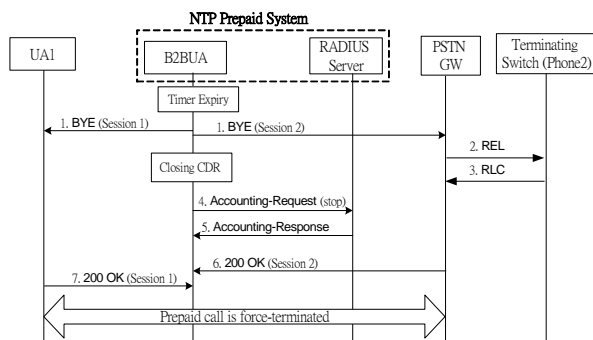 NTP Prepaid System
UA1
B2BUA
RADIUS
Server
PSTN
GW
Terminating
Switch (Phone2)
Timer Expiry
1. BYE (Session 1)
1. BYE (Session 2)
2. REL
Closing CDR
3. RLC
4. Accounting-Request (stop)
5. Accounting-Response
6. 200 OK (Session 2)
7. 200 OK (Session 1)
Prepaid call is force-terminated